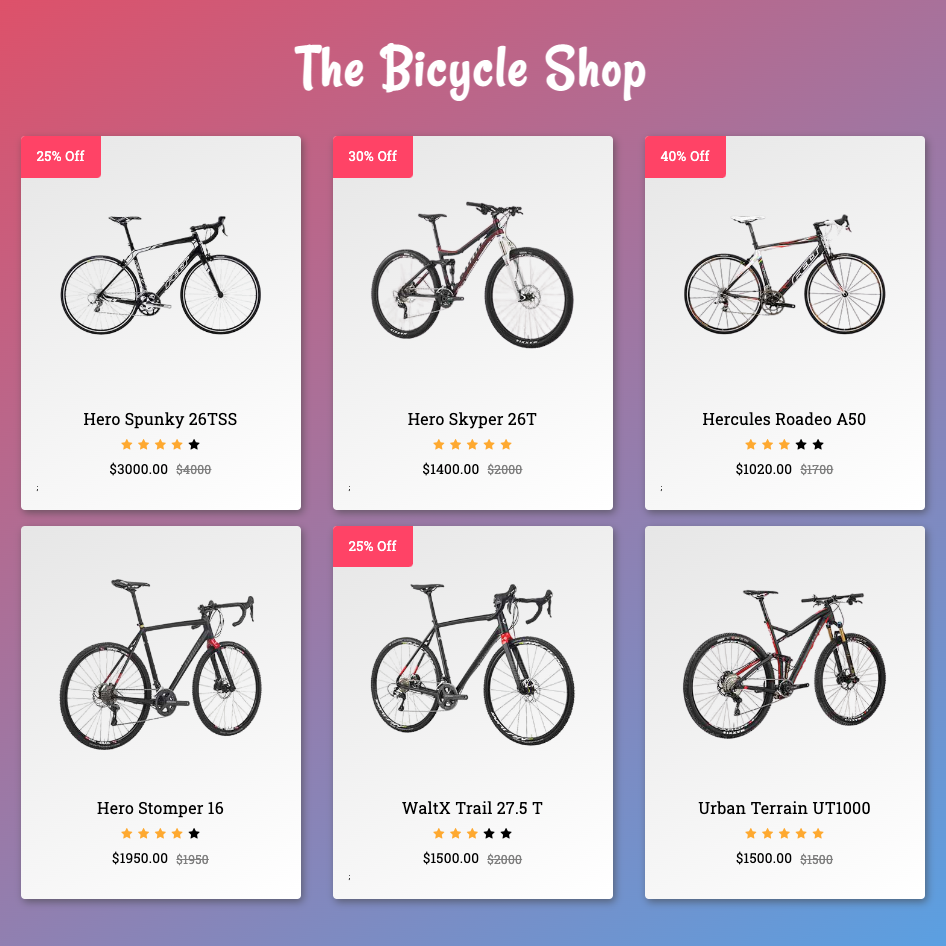 The Bicycle Shop
25% Off
Hero Spunky 26TSS
$3000.00 $4000
;
30% Off
Hero Skyper 26T
$1400.00 $2000
;
40% Off
Hercules Roadeo A50
$1020.00 $1700
;
Hero Stomper 16
$1950.00 $1950
25% Off
WaltX Trail 27.5 T
$1500.00 $2000
;
Urban Terrain UT1000
$1500.00 $1500